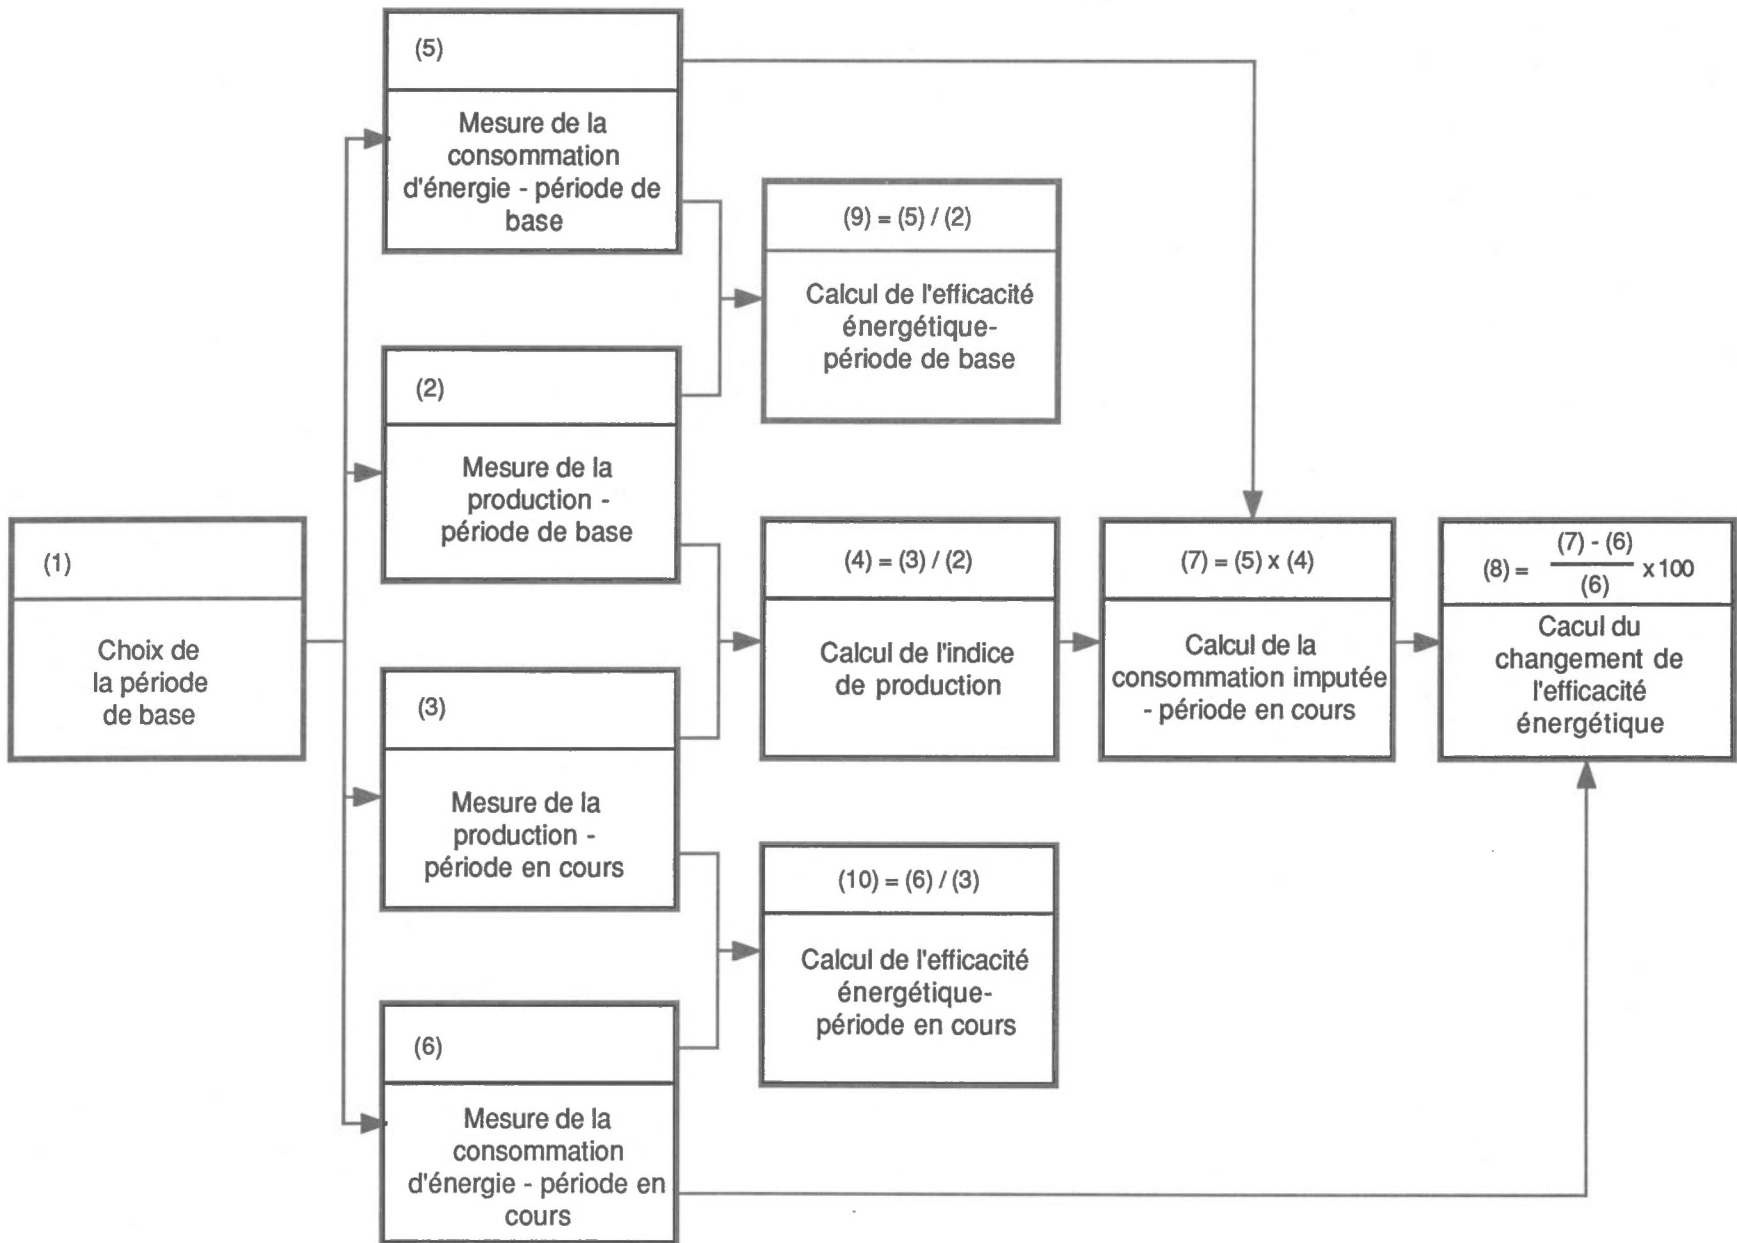 (5)
Mesure de la
consommation
d'énergie - période de
base
(9) = (5) / (2)
Calcul de l'efficacité
énergétique-
période de base
(2)
Mesure de la
production -
période de base
(1)
Choix de
la période
de base
(4) = (3) / (2)
Calcul de l'indice
de production
(7) = (5) x (4)
Calcul de la
consommation imputée
- période en cours
(8) = (7) - (6) / (6) x 100
Cacul du
changement de
l'efficacité
énergétique
(3)
Mesure de la
production -
période en cours
(10) = (6) / (3)
Calcul de l'efficacité
énergétique-
période en cours
(6)
Mesure de la
consommation
d'énergie - période en
cours